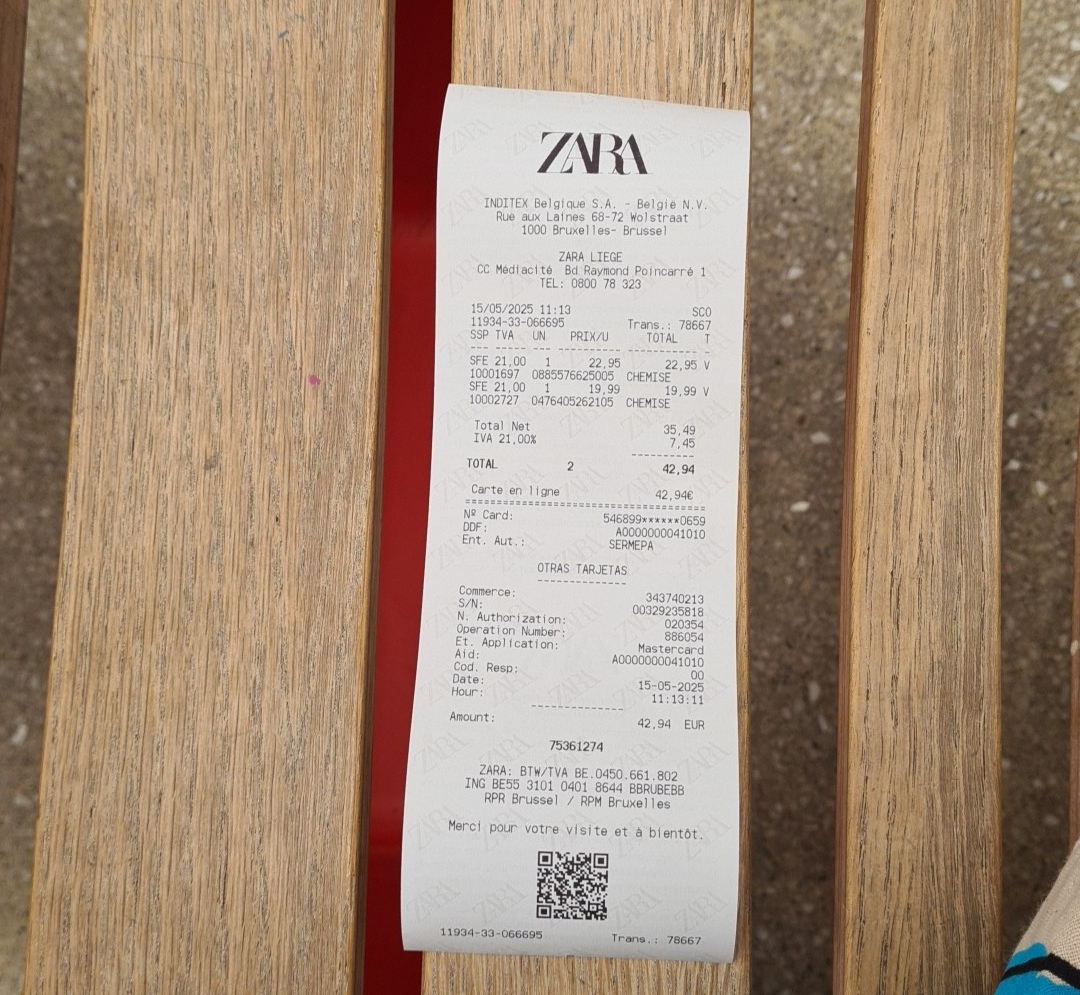 ZARA
INDITEX Belgique S.A. - België N.V.
Rue aux Laines 68-72 Wolstraat
1000 Bruxelles- Brussel
ZARA LIEGE
CC Médiacité Bd Raymond Poincarré 1
TEL: 0800 78 323
15/05/2025 11:13 SCO
11934-33-066695 Trans.: 78667
SSP TVA UN PRIX/U TOTAL T
--- ----- --- ---------- ----------- -
SFE 21,00 1 22,95 22,95 V
10001697 0885576625005 CHEMISE
SFE 21,00 1 19,99 19,99 V
10002727 0476405262105 CHEMISE
Total Net 35,49
IVA 21,00% 7,45
----------
TOTAL 2 42,94
Carte en ligne 42,94€
======================================
Nº Card: 546899******0659
DDF: A0000000041010
Ent. Aut.: SERMEPA
OTRAS TARJETAS
--------------
Commerce: 343740213
S/N: 00329235818
N. Authorization: 020354
Operation Number: 886054
Et. Application: Mastercard
Aid: A0000000041010
Cod. Resp: 00
Date: 15-05-2025
Hour: 11:13:11
--------------
Amount: 42,94 EUR
75361274
ZARA: BTW/TVA BE.0450.661.802
ING BE55 3101 0401 8644 BBRUBEBB
RPR Brussel / RPM Bruxelles
Merci pour votre visite et à bientôt.
11934-33-066695 Trans.: 78667